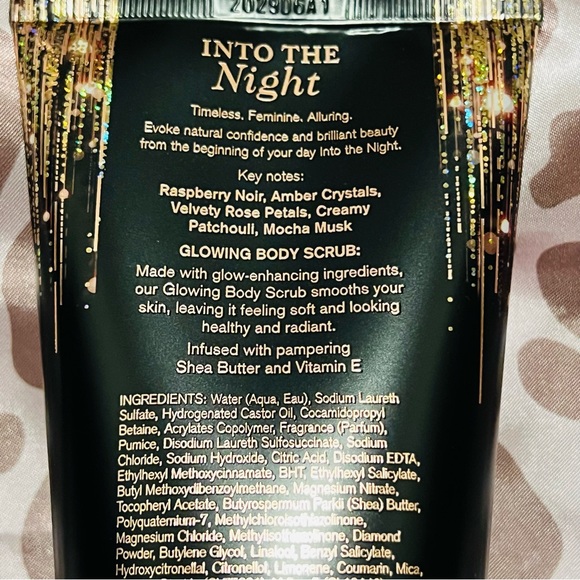 202906A1
INTO THE
Night
Timeless. Feminine. Alluring.
Evoke natural confidence and brilliant beauty
from the beginning of your day Into the Night.
Key notes:
Raspberry Noir, Amber Crystals,
Velvety Rose Petals, Creamy
Patchouli, Mocha Musk
GLOWING BODY SCRUB:
Made with glow-enhancing ingredients,
our Glowing Body Scrub smooths your
skin, leaving it feeling soft and looking
healthy and radiant.
Infused with pampering
Shea Butter and Vitamin E
INGREDIENTS: Water (Aqua, Eau), Sodium Laureth
Sulfate, Hydrogenated Castor Oil, Cocamidopropyl
Betaine, Acrylates Copolymer, Fragrance (Parfum),
Pumice, Disodium Laureth Sulfosuccinate, Sodium
Chloride, Sodium Hydroxide, Citric Acid, Disodium EDTA,
Ethylhexyl Methoxycinnamate, BHT, Ethylhexyl Salicylate,
Butyl Methoxydibenzoylmethane, Magnesium Nitrate,
Tocopheryl Acetate, Butyrospermum Parkii (Shea) Butter,
Polyquaternium-7, Methylchloroisothiazolinone,
Magnesium Chloride, Methylisothiazolinone, Diamond
Powder, Butylene Glycol, Linalool, Benzyl Salicylate,
Hydroxycitronellal, Citronellol, Limonene, Coumarin, Mica,